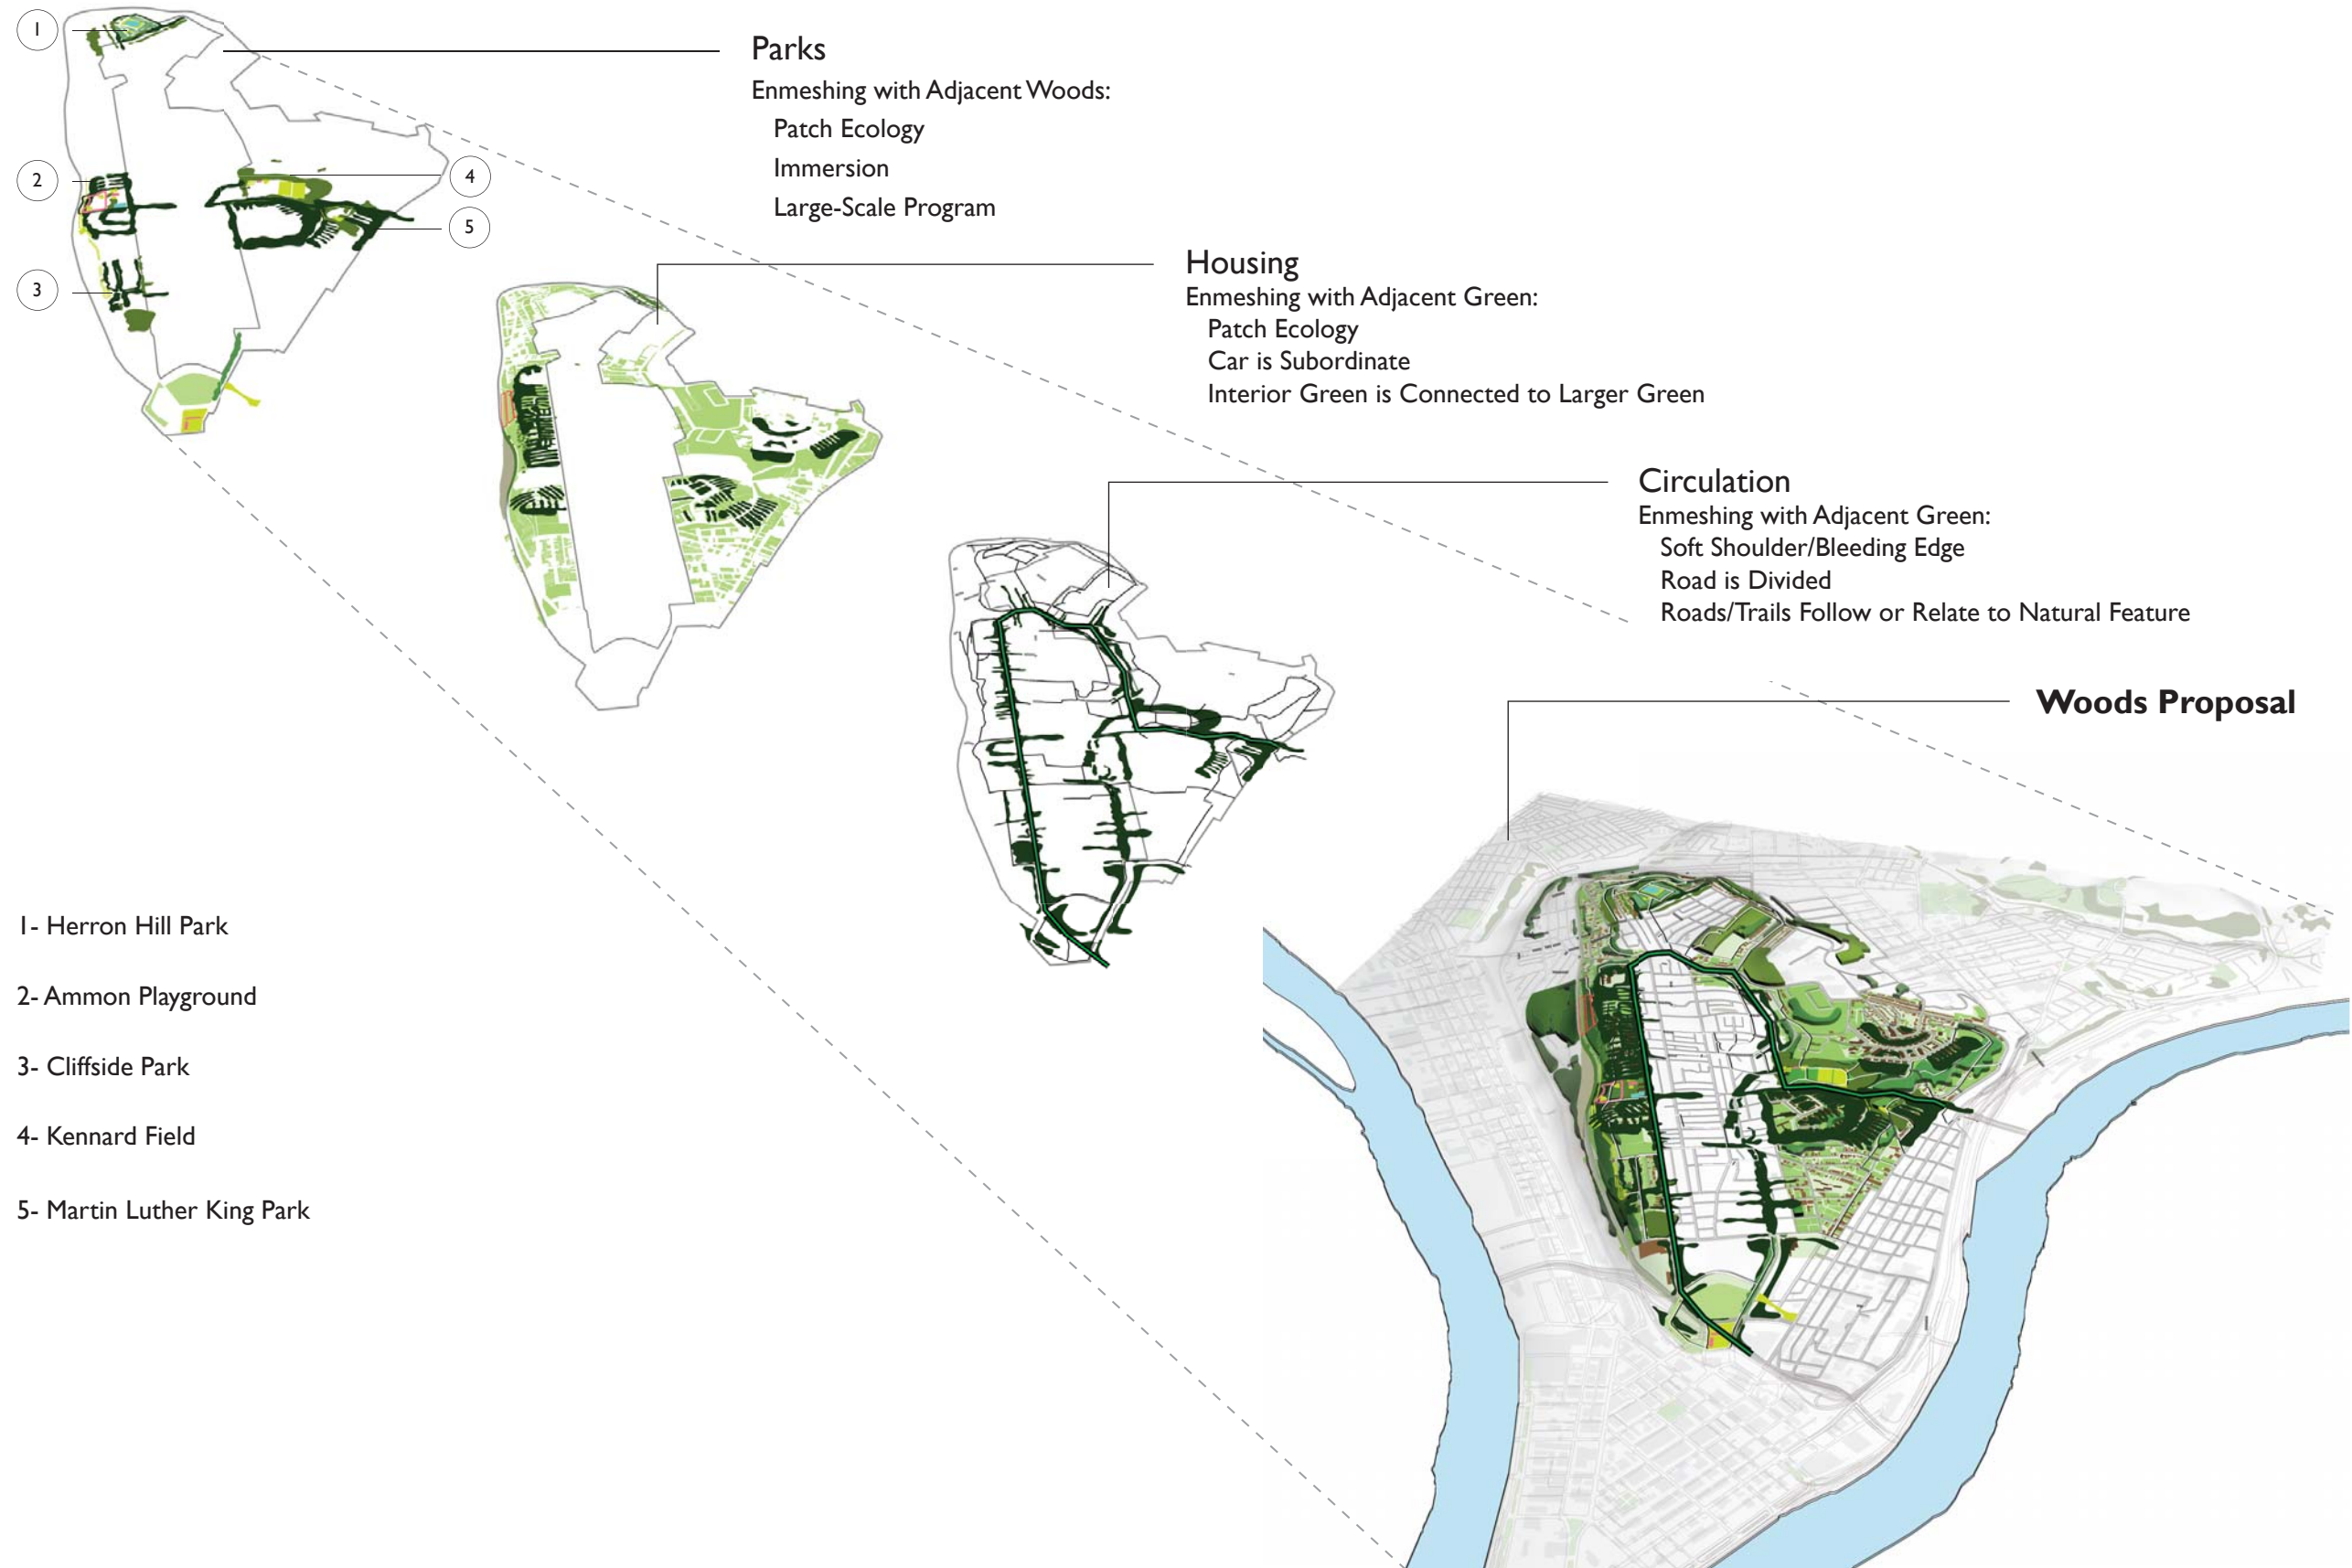 1
2
3
4
5
Parks
Enmeshing with Adjacent Woods:
Patch Ecology
Immersion
Large-Scale Program
Housing
Enmeshing with Adjacent Green:
Patch Ecology
Car is Subordinate
Interior Green is Connected to Larger Green
Circulation
Enmeshing with Adjacent Green:
Soft Shoulder/Bleeding Edge
Road is Divided
Roads/Trails Follow or Relate to Natural Feature
Woods Proposal
1- Herron Hill Park
2- Ammon Playground
3- Cliffside Park
4- Kennard Field
5- Martin Luther King Park